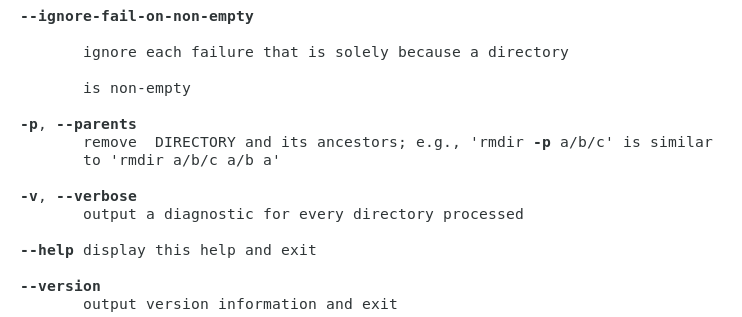 --ignore-fail-on-non-empty
ignore each failure that is solely because a directory
is non-empty
-p, --parents
remove  DIRECTORY and its ancestors; e.g., 'rmdir -p a/b/c' is similar
to 'rmdir a/b/c a/b a'
-v, --verbose
output a diagnostic for every directory processed
--help display this help and exit
--version
output version information and exit